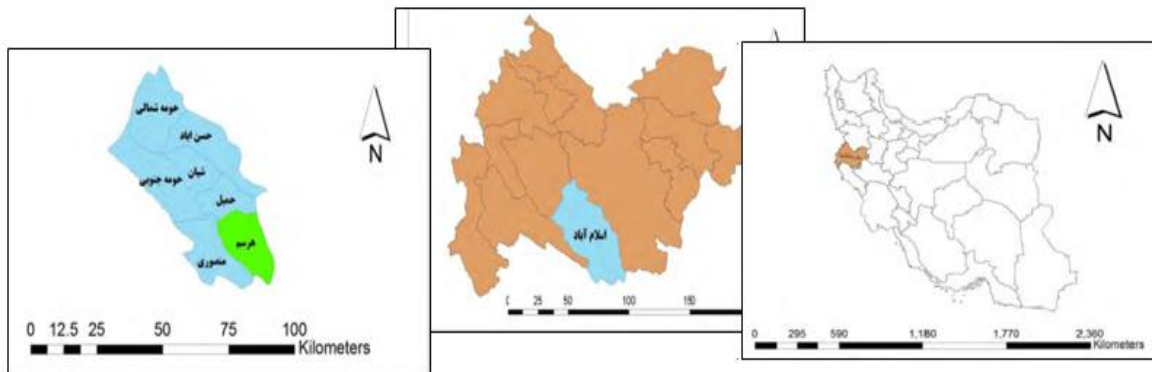 حومه شمالی
حسن اباد
شیان
حومه جنوبی
حمیل
هرسم
منصوری
N
0 12.5 25 50 75 100
Kilometers
اسلام آباد
0 25 50 100 150
N
0 295 590 1,180 1,770 2,360
Kilometers